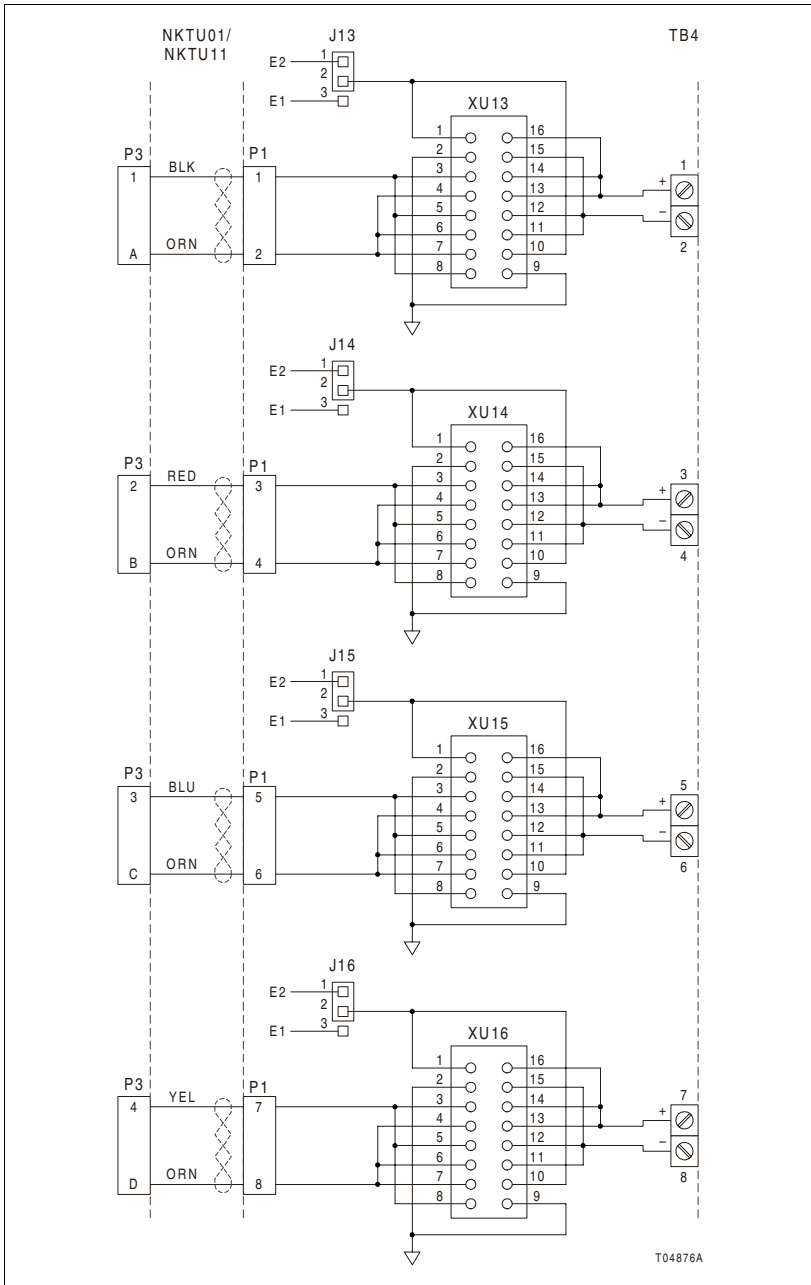 NKTU01/
NKTU11
J13
TB4
E2
1
2
E1
3
XU13
1 16
2 15
3 14
4 13
5 12
6 11
7 10
8 9
P3
1
A
BLK
ORN
P1
1
2
+ 1
– 2
J14
E2
1
2
E1
3
XU14
1 16
2 15
3 14
4 13
5 12
6 11
7 10
8 9
P3
2
B
RED
ORN
P1
3
4
+ 3
– 4
J15
E2
1
2
E1
3
XU15
1 16
2 15
3 14
4 13
5 12
6 11
7 10
8 9
P3
3
C
BLU
ORN
P1
5
6
+ 5
– 6
J16
E2
1
2
E1
3
XU16
1 16
2 15
3 14
4 13
5 12
6 11
7 10
8 9
P3
4
D
YEL
ORN
P1
7
8
+ 7
– 8
T04876A